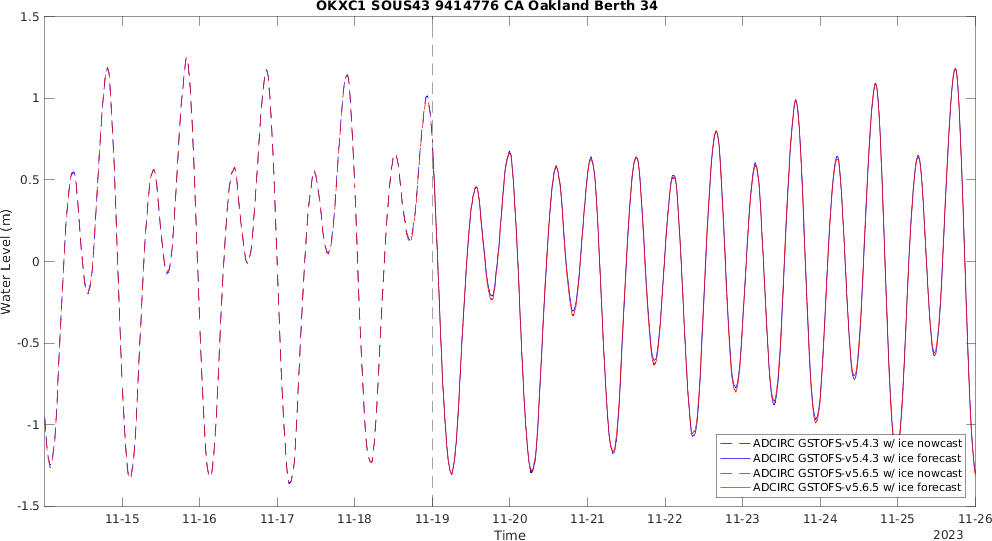 OKXC1 SOUS43 9414776 CA Oakland Berth 34
1.5
1
0.5
0
-0.5
-1
-1.5
Water Level (m)
11-15 11-16 11-17 11-18 11-19 11-20 11-21 11-22 11-23 11-24 11-25 11-26
Time
2023
ADCIRC GSTOFS-v5.4.3 w/ ice nowcast
ADCIRC GSTOFS-v5.4.3 w/ ice forecast
ADCIRC GSTOFS-v5.6.5 w/ ice nowcast
ADCIRC GSTOFS-v5.6.5 w/ ice forecast